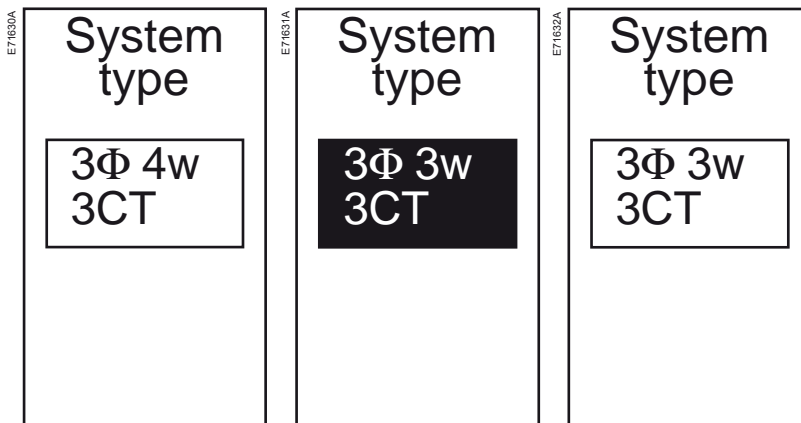 E71630A
System
type
3Φ 4w
3CT
E71631A
System
type
3Φ 3w
3CT
E71632A
System
type
3Φ 3w
3CT